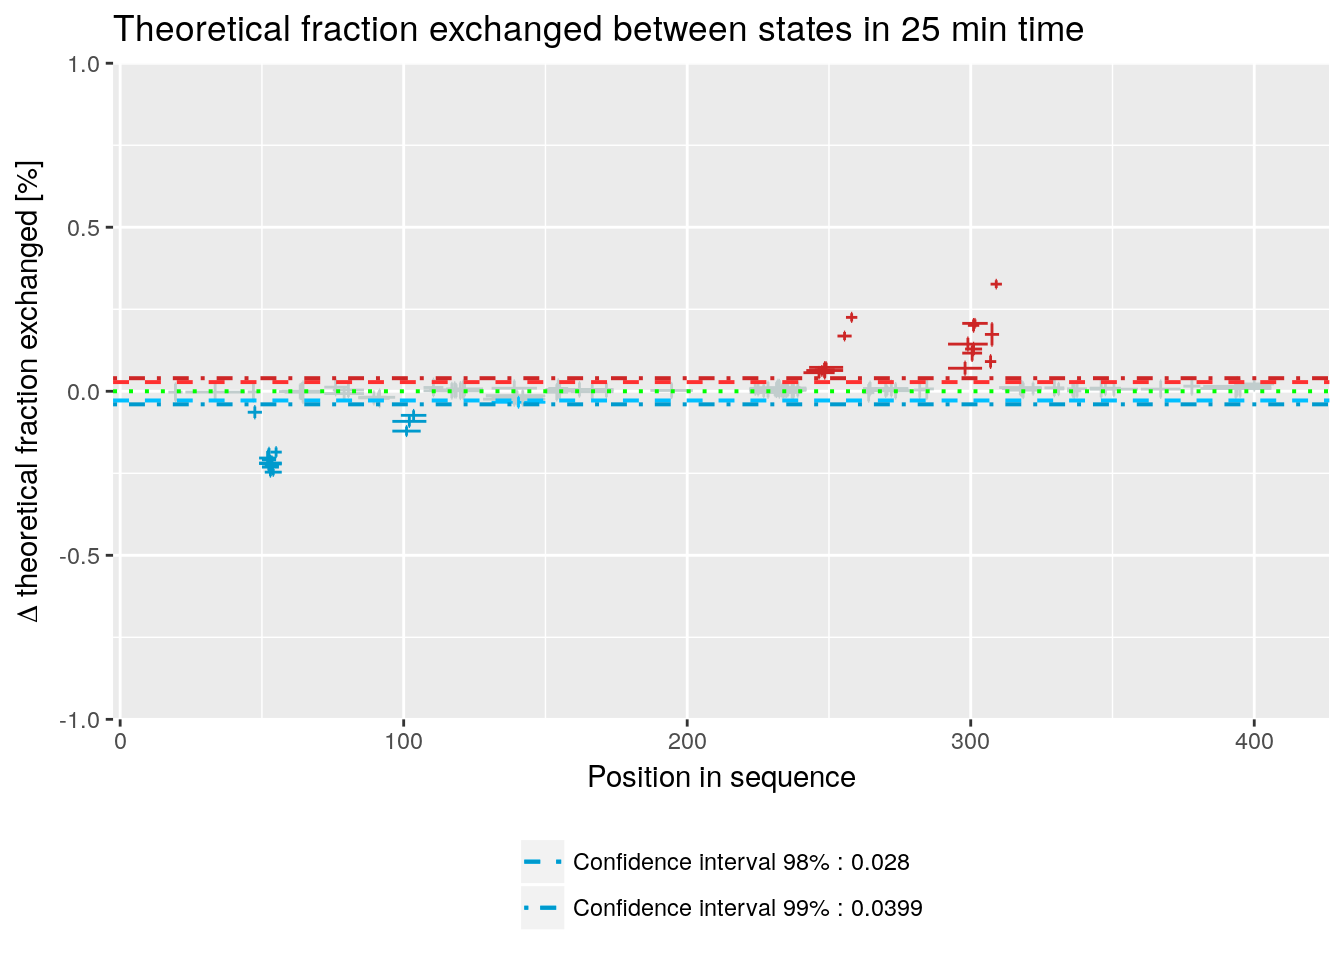 Theoretical fraction exchanged between states in 25 min time
Δ theoretical fraction exchanged [%]
1.0
0.5
0.0
-0.5
-1.0
0 100 200 300 400
Position in sequence
Confidence interval 98% : 0.028
Confidence interval 99% : 0.0399